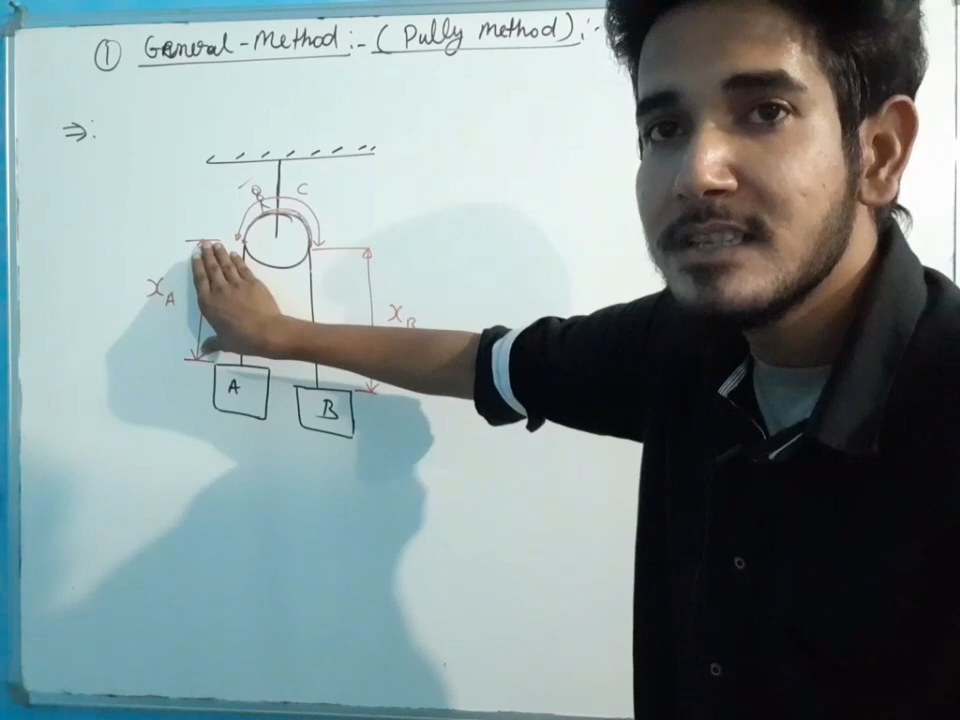 ① General-Method:- (Pully method):-
⇒:
C
x_A
x_B
A
B